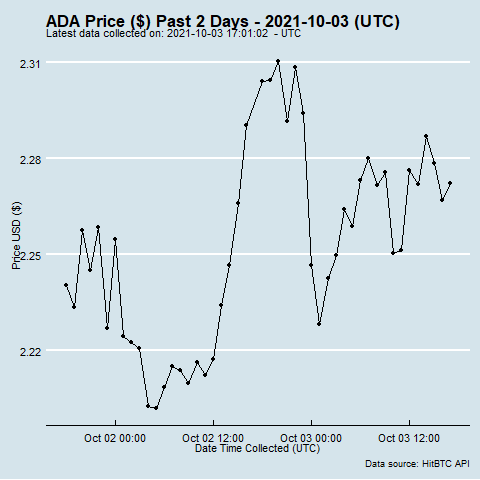 ADA Price ($) Past 2 Days - 2021-10-03 (UTC)
Latest data collected on: 2021-10-03 17:01:02 - UTC
2.31
2.28
2.25
2.22
Price USD ($)
Oct 02 00:00 Oct 02 12:00 Oct 03 00:00 Oct 03 12:00
Date Time Collected (UTC)
Data source: HitBTC API